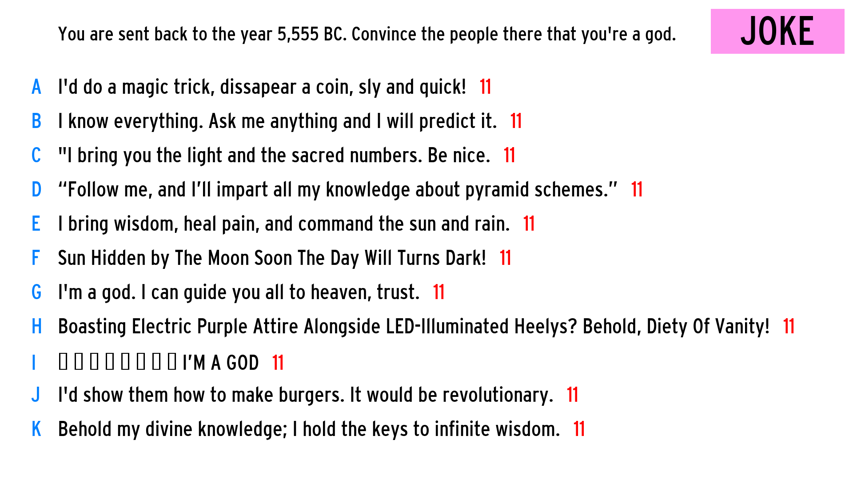 You are sent back to the year 5,555 BC. Convince the people there that you're a god.
JOKE
A I'd do a magic trick, dissapear a coin, sly and quick! 11
B I know everything. Ask me anything and I will predict it. 11
C "I bring you the light and the sacred numbers. Be nice. 11
D “Follow me, and I’ll impart all my knowledge about pyramid schemes.” 11
E I bring wisdom, heal pain, and command the sun and rain. 11
F Sun Hidden by The Moon Soon The Day Will Turns Dark! 11
G I'm a god. I can guide you all to heaven, trust. 11
H Boasting Electric Purple Attire Alongside LED-Illuminated Heelys? Behold, Diety Of Vanity! 11
I 𓀀 I’M A GOD 11
J I'd show them how to make burgers. It would be revolutionary. 11
K Behold my divine knowledge; I hold the keys to infinite wisdom. 11